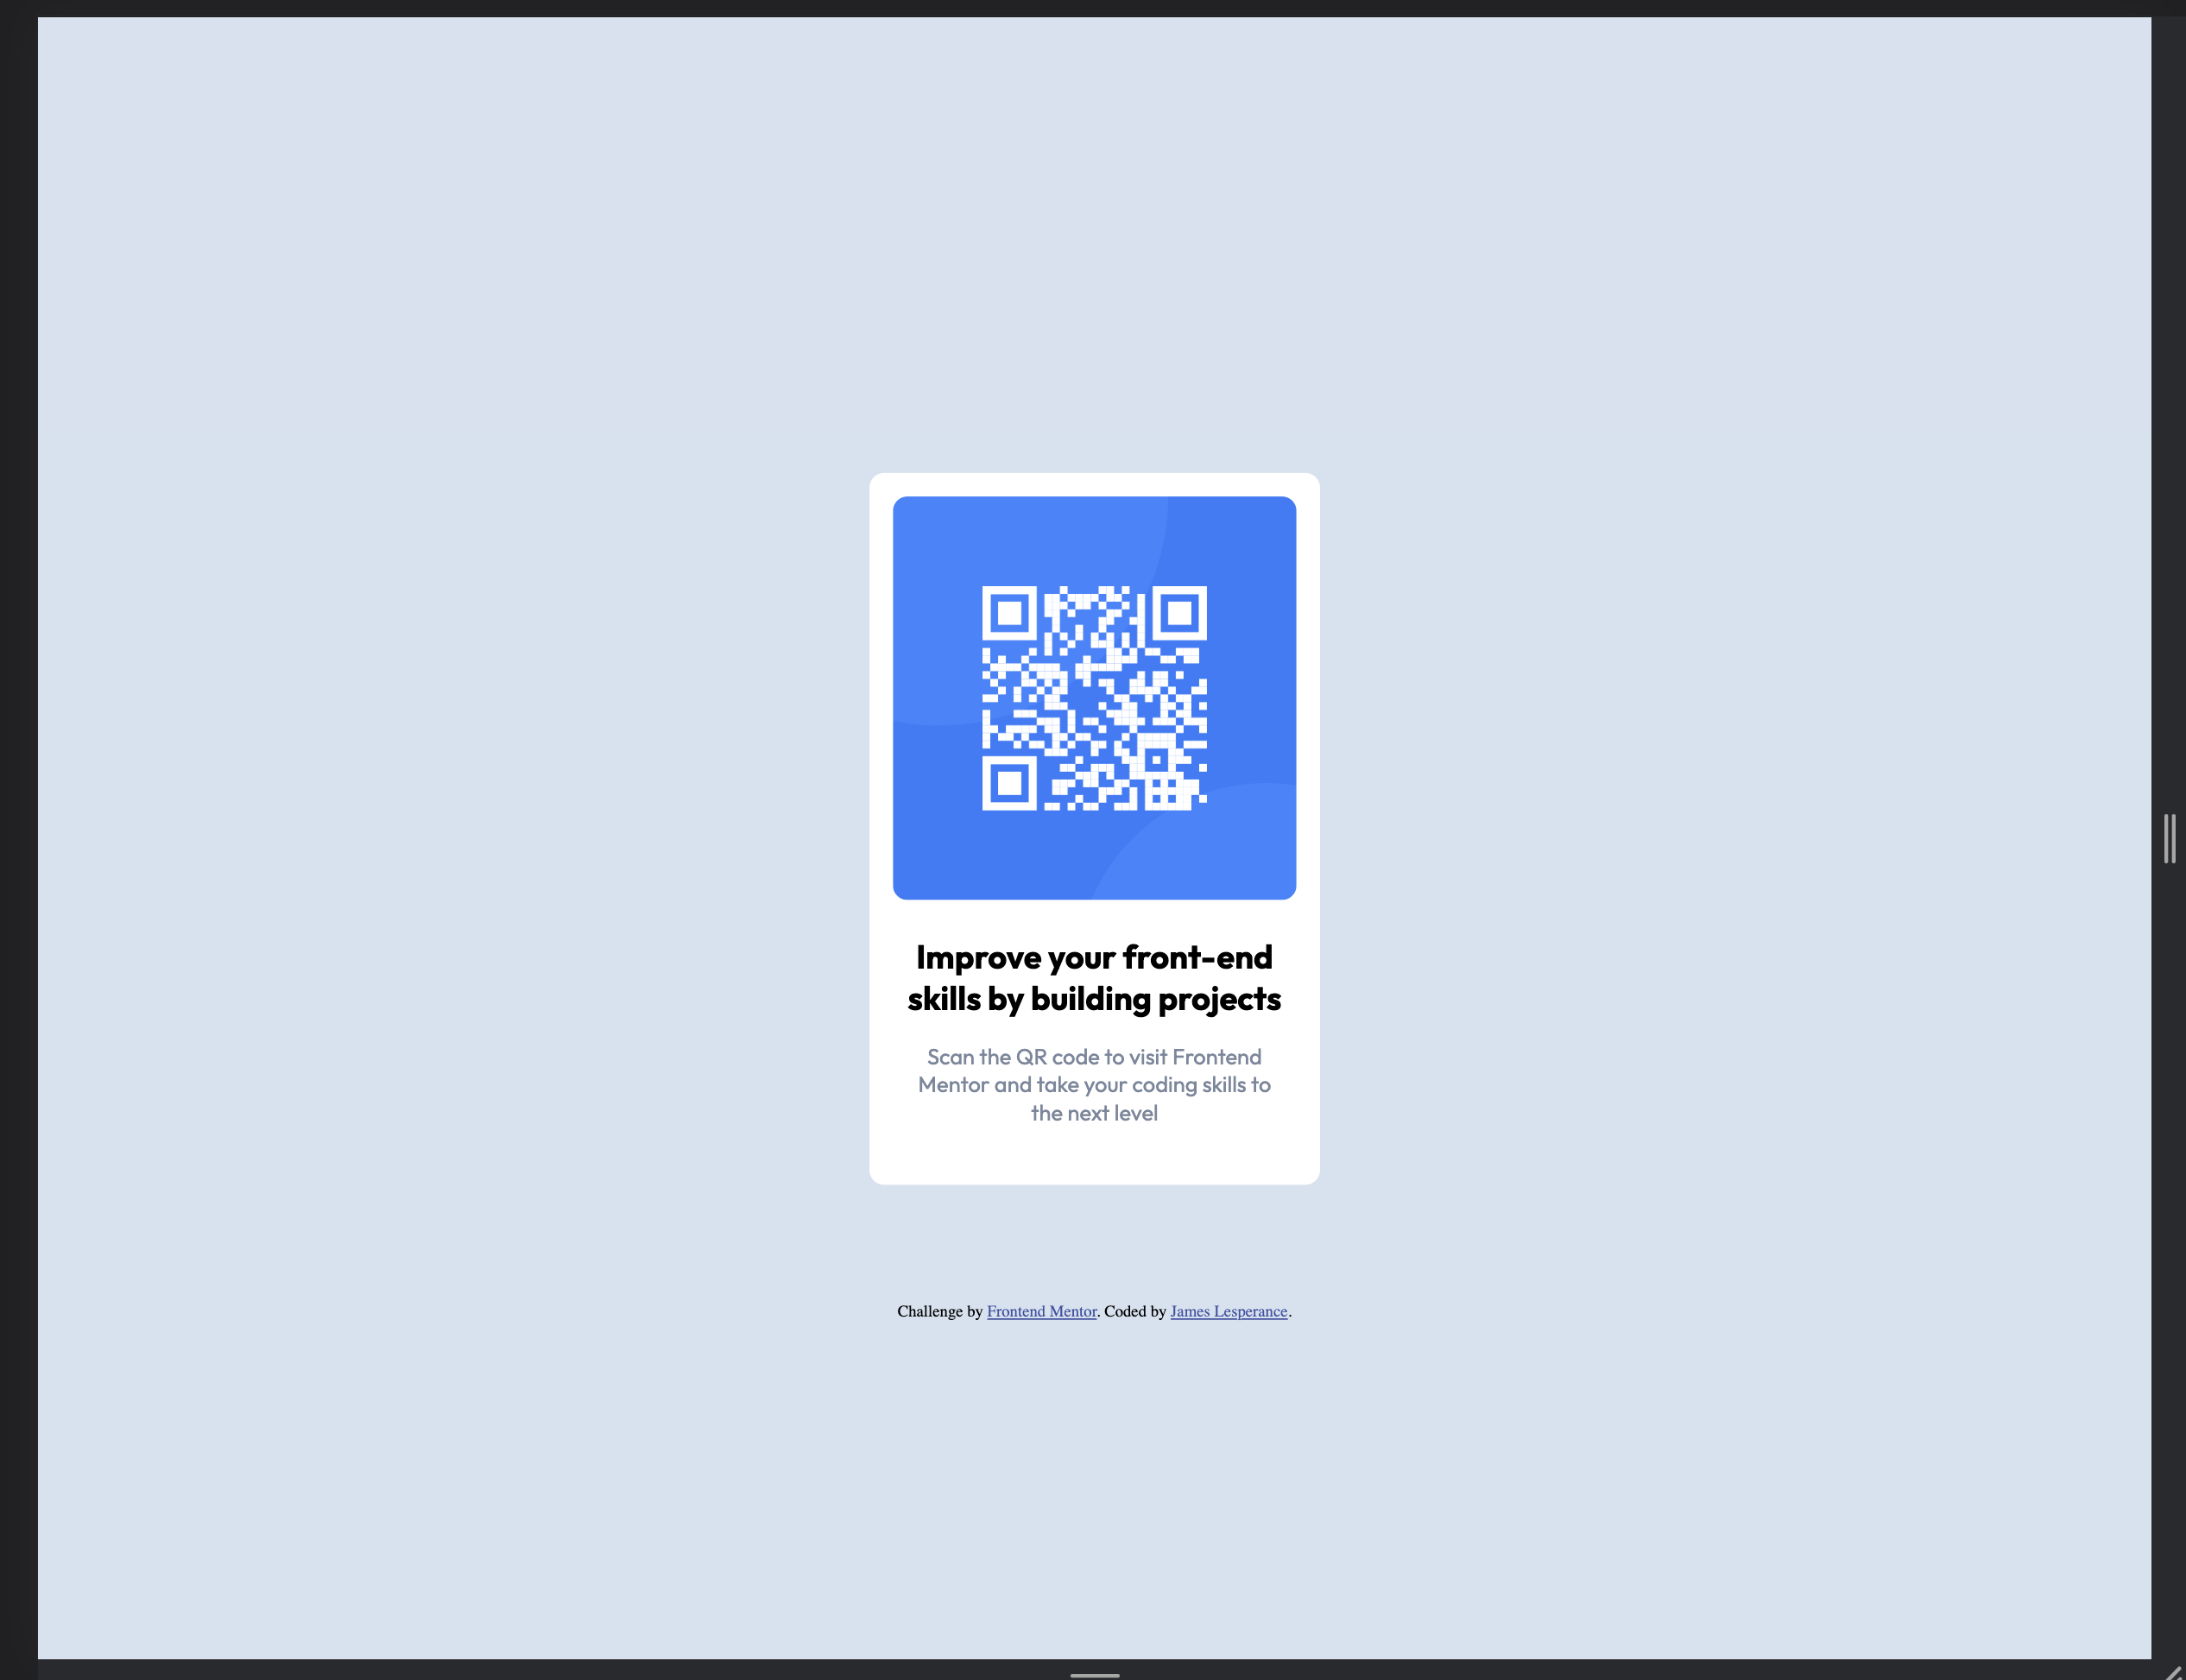 Improve your front-end
skills by building projects
Scan the QR code to visit Frontend
Mentor and take your coding skills to
the next level
Challenge by Frontend Mentor. Coded by James Lesperance.